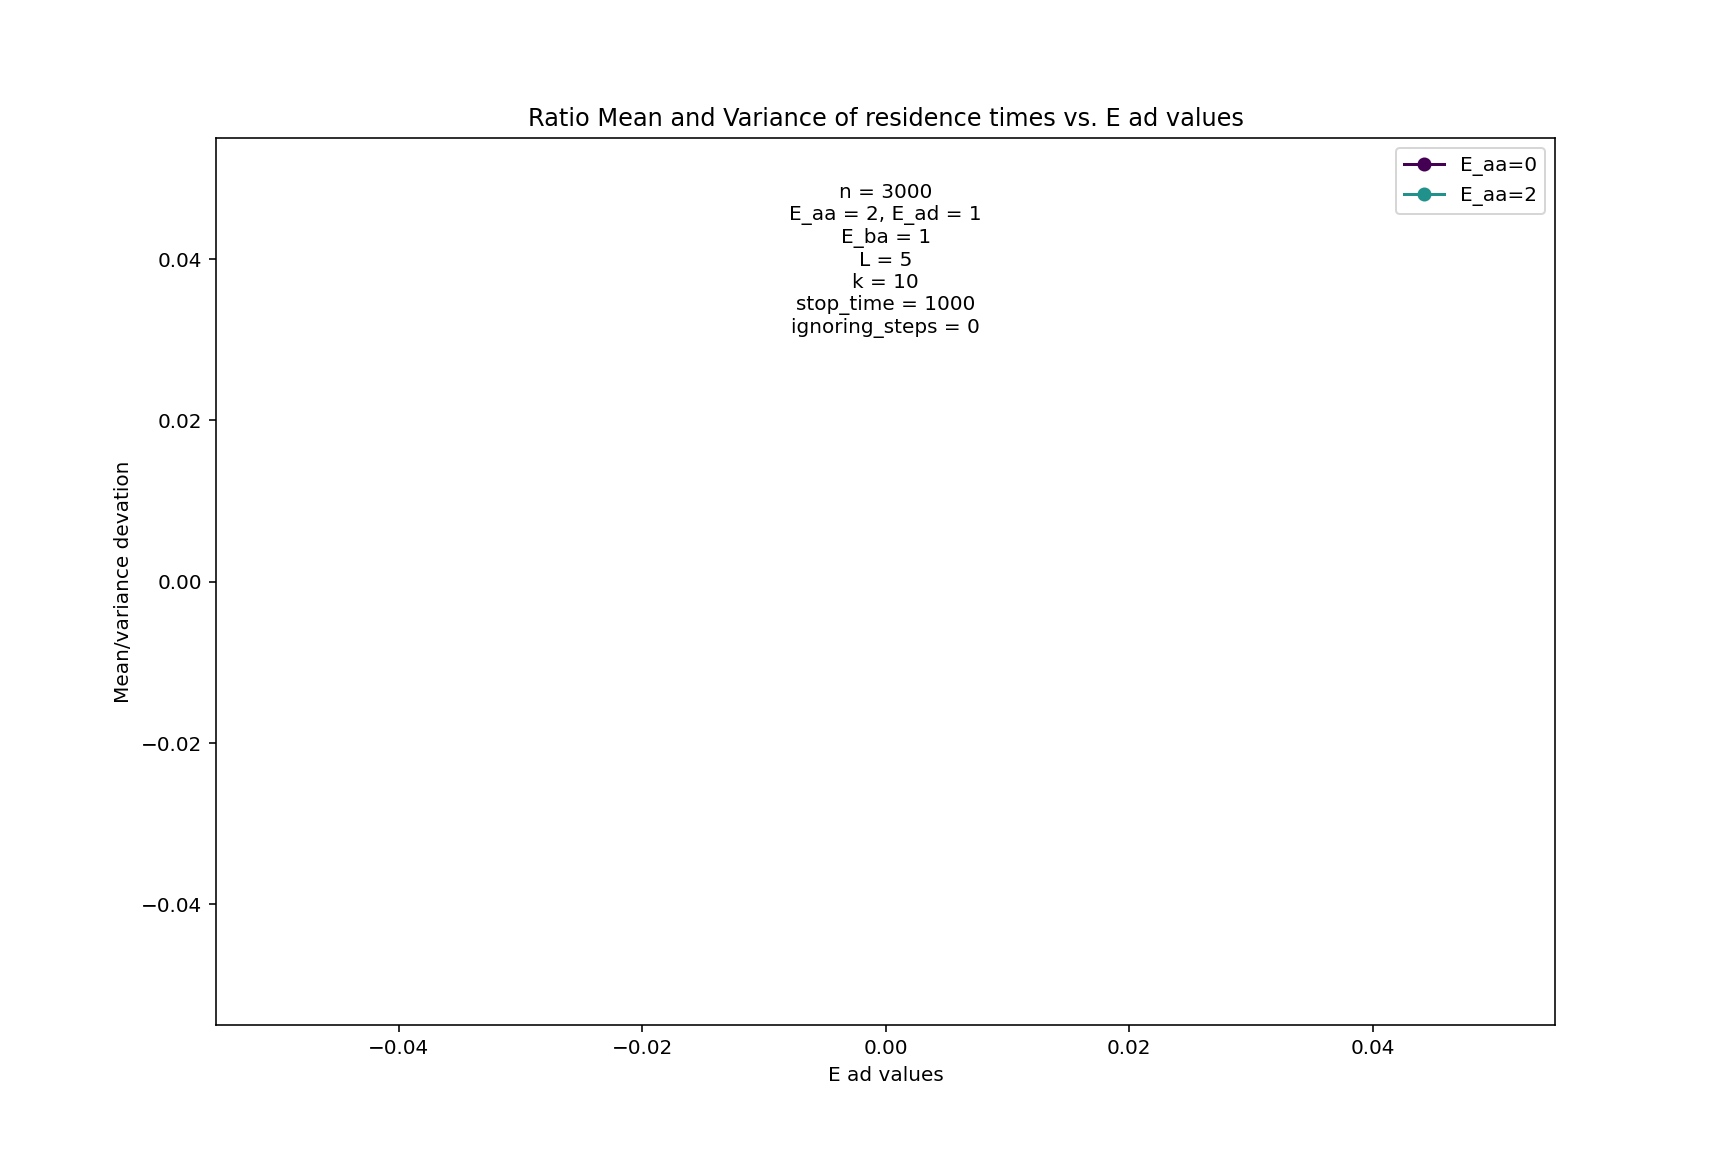 Ratio Mean and Variance of residence times vs. E ad values
E_aa=0
E_aa=2
n = 3000
E_aa = 2, E_ad = 1
E_ba = 1
L = 5
k = 10
stop_time = 1000
ignoring_steps = 0
Mean/variance devation
0.04
0.02
0.00
−0.02
−0.04
−0.04
−0.02
0.00
0.02
0.04
E ad values